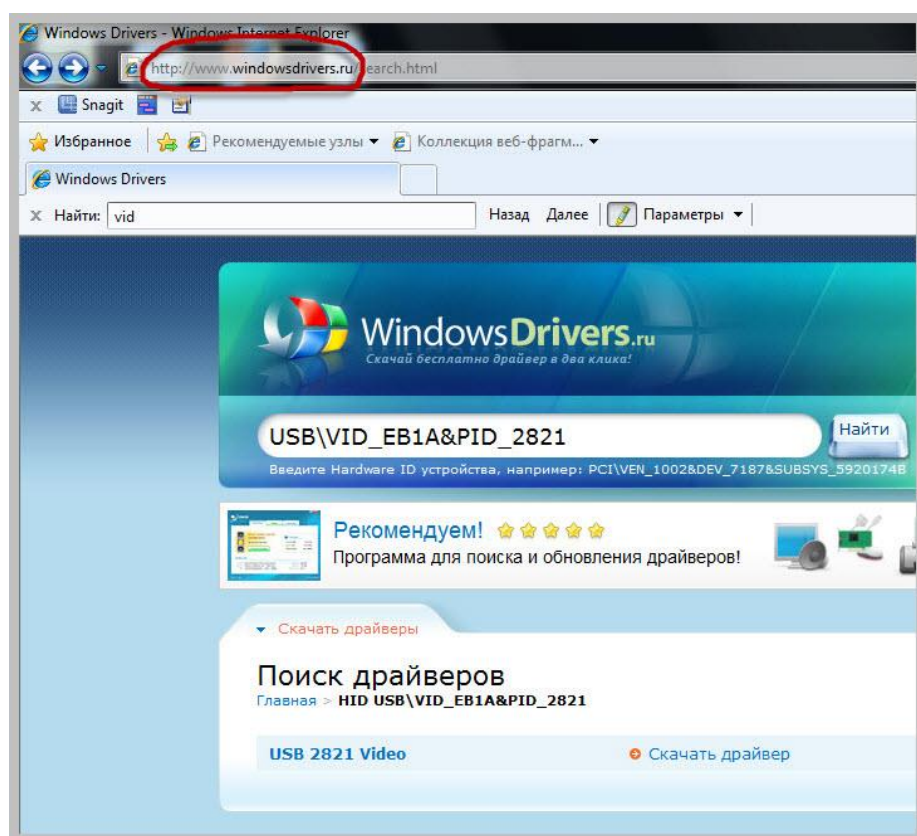 Windows Drivers - Windows Internet Explorer
http://www.windowsdrivers.ru/search.html
x Snagit
Избранное Рекомендуемые узлы Коллекция веб-фрагм...
Windows Drivers
x Найти: vid Назад Далее Параметры
WindowsDrivers.ru
Скачай бесплатно драйвер в два клика!
USB\VID_EB1A&PID_2821 Найти
Введите Hardware ID устройства, например: PCI\VEN_1002&DEV_7187&SUBSYS_5920174B
Рекомендуем!
Программа для поиска и обновления драйверов!
Скачать драйверы
Поиск драйверов
Главная > HID USB\VID_EB1A&PID_2821
USB 2821 Video Скачать драйвер